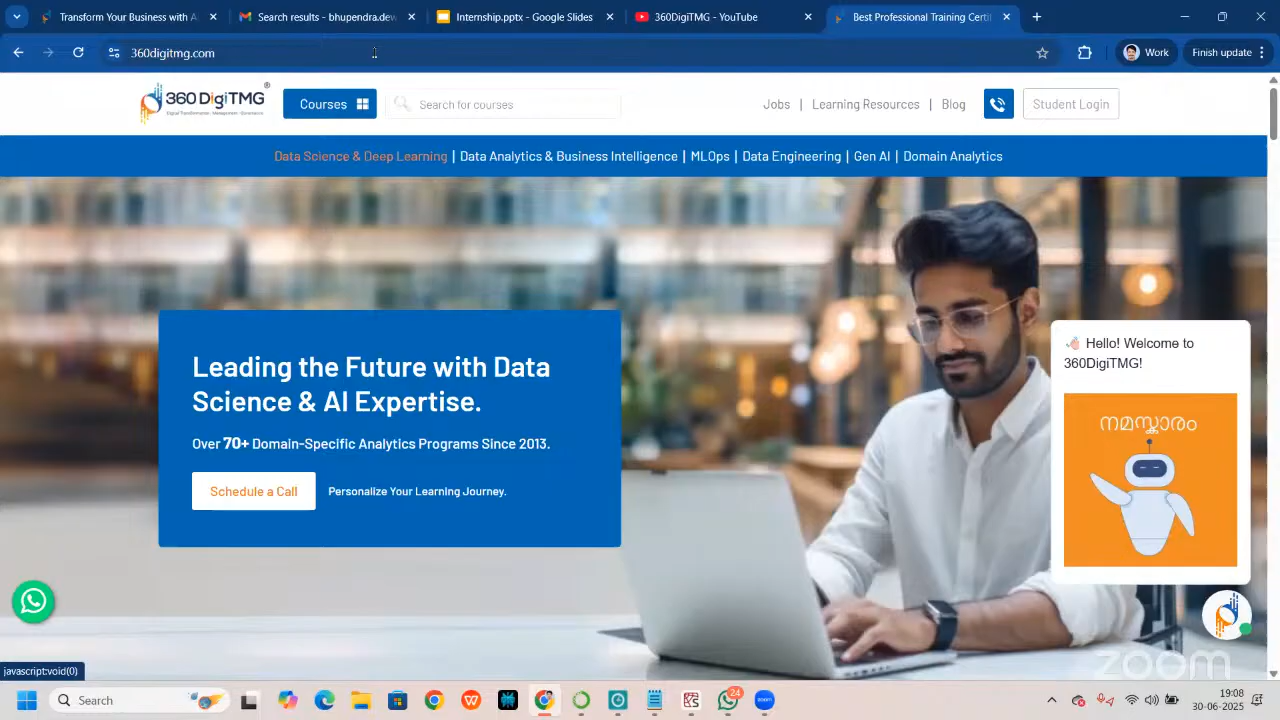 Transform Your Business with A
Search results - bhupendra.dew
Internship.pptx - Google Slides
360DigiTMG - YouTube
Best Professional Training Certifi
360digitmg.com
Work
Finish update
360 DigiTMG
®
Courses
Search for courses
Jobs | Learning Resources | Blog
Student Login
Data Science & Deep Learning | Data Analytics & Business Intelligence | MLOps | Data Engineering | Gen AI | Domain Analytics
Leading the Future with Data
Science & AI Expertise.
Over 70+ Domain-Specific Analytics Programs Since 2013.
Schedule a Call
Personalize Your Learning Journey.
Hello! Welcome to
360DigiTMG!
നമസ്കാരം
zoom
javascript:void(0)
Search
24
zoom
19:08
30-06-2025